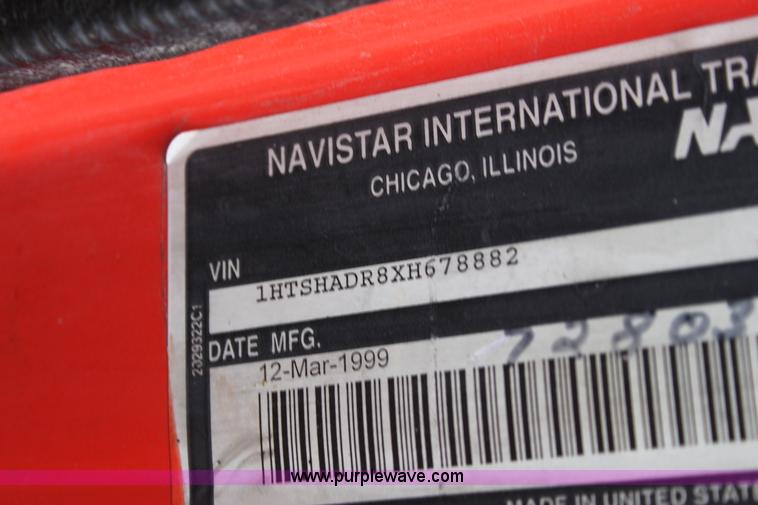 NAVISTAR INTERNATIONAL TRA
CHICAGO, ILLINOIS
NA
VIN
1HTSHADR8XH678882
DATE MFG.
12-Mar-1999
72803
2029322C1
www.purplewave.com
MADE IN UNITED STATE